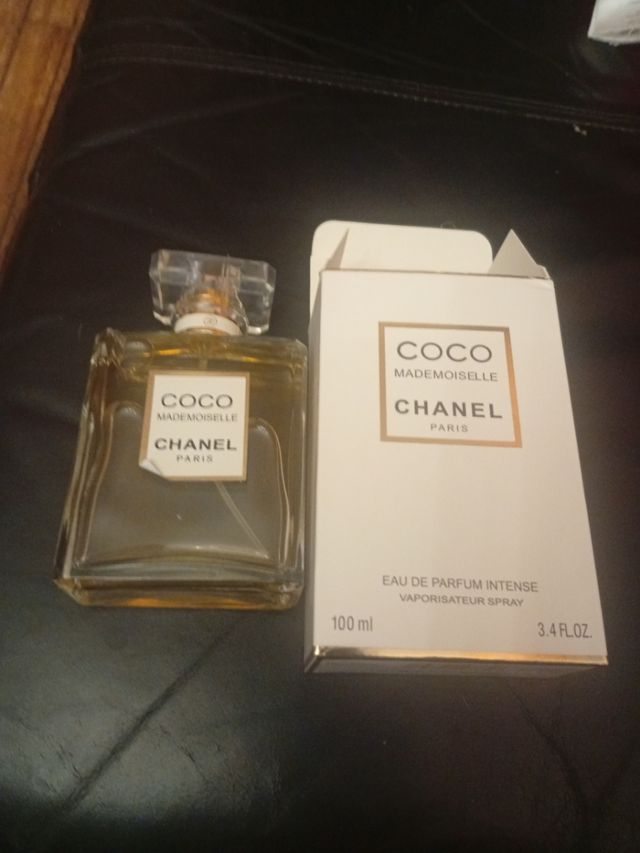 COCO
MADEMOISELLE
CHANEL
PARIS
COCO
MADEMOISELLE
CHANEL
PARIS
EAU DE PARFUM INTENSE
VAPORISATEUR SPRAY
100 ml
3.4 FL.OZ.